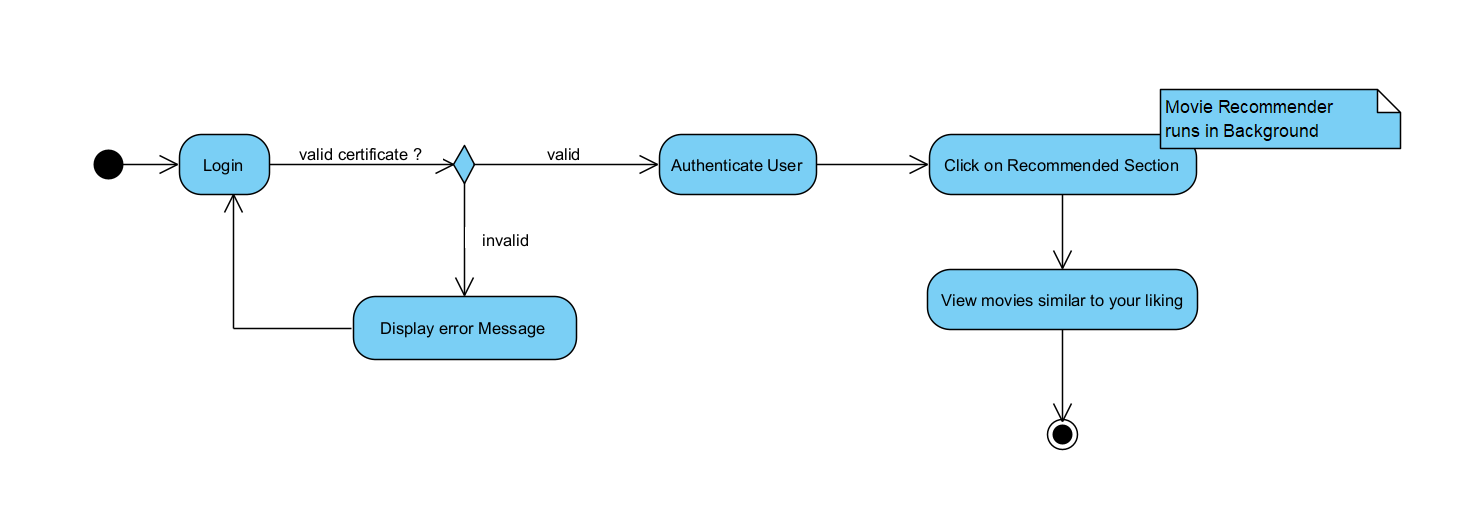 Movie Recommender
runs in Background
Login
valid certificate ?
valid
Authenticate User
Click on Recommended Section
invalid
View movies similar to your liking
Display error Message